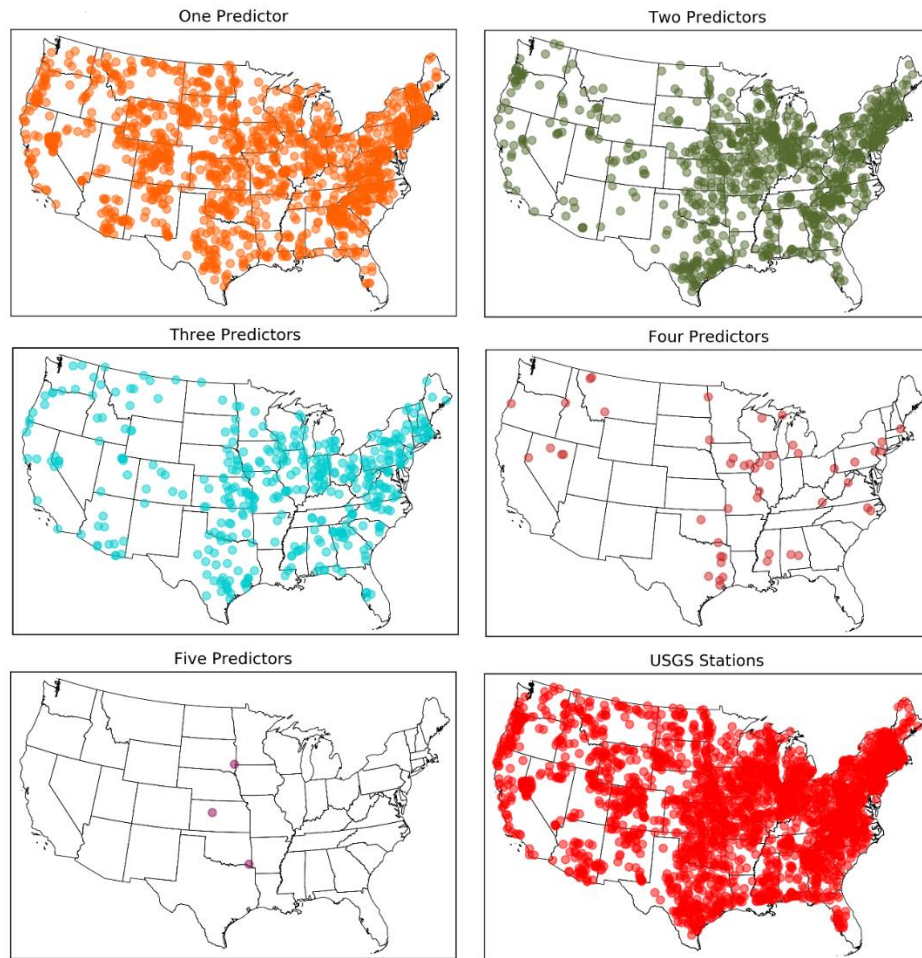 One Predictor
Two Predictors
Three Predictors
Four Predictors
Five Predictors
USGS Stations